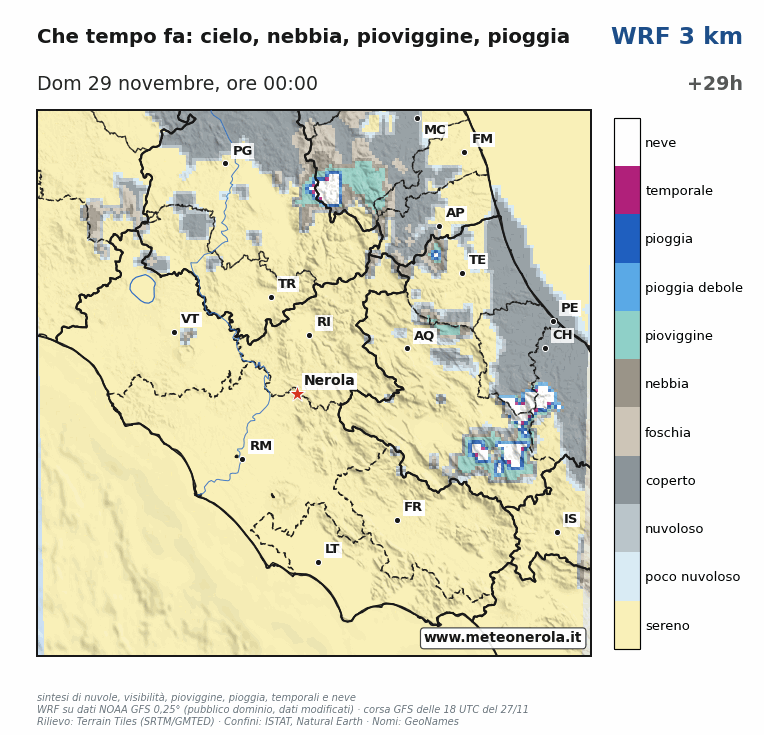 Che tempo fa: cielo, nebbia, pioviggine, pioggia
WRF 3 km
Dom 29 novembre, ore 00:00
+29h
MC
FM
PG
AP
TE
TR
PE
VT
RI
CH
AQ
Nerola
RM
FR
IS
LT
www.meteonerola.it
neve
temporale
pioggia
pioggia debole
pioviggine
nebbia
foschia
coperto
nuvoloso
poco nuvoloso
sereno
sintesi di nuvole, visibilità, pioviggine, pioggia, temporali e neve
WRF su dati NOAA GFS 0,25° (pubblico dominio, dati modificati) · corsa GFS delle 18 UTC del 27/11
Rilievo: Terrain Tiles (SRTM/GMTED) · Confini: ISTAT, Natural Earth · Nomi: GeoNames